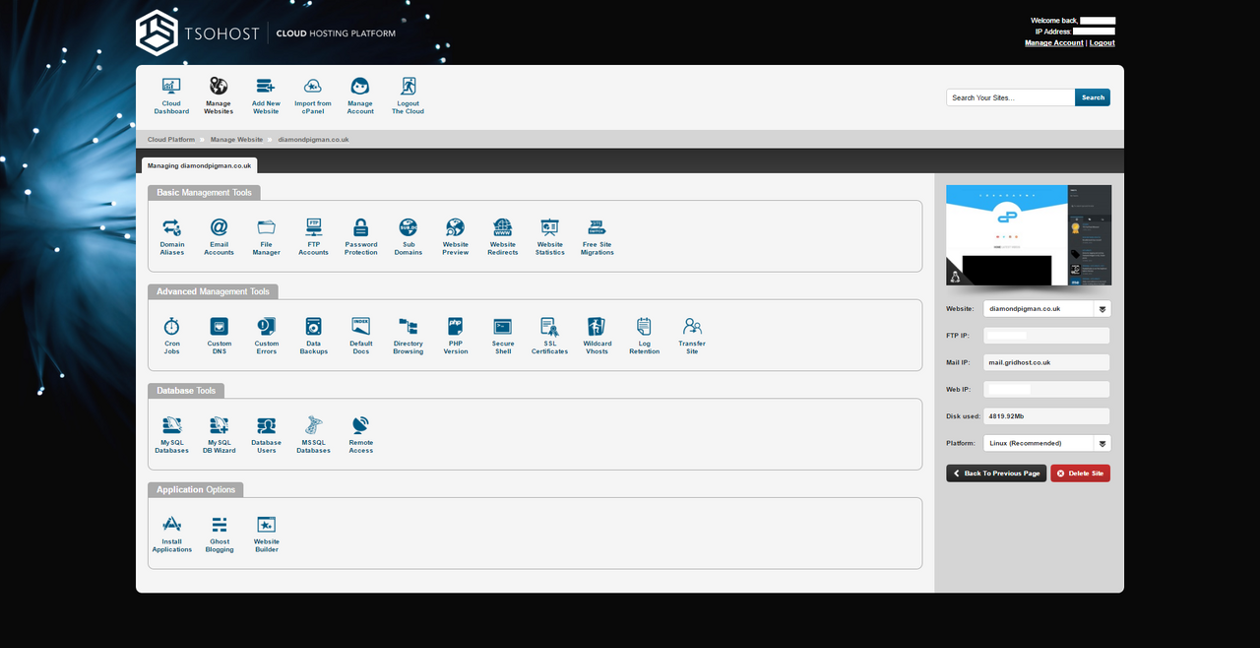 TSOHOST
CLOUD HOSTING PLATFORM
Welcome back,
IP Address:
Manage Account | Logout
Cloud
Dashboard
Manage
Websites
Add New
Website
Import from
cPanel
Manage
Account
Logout
The Cloud
Search Your Sites...
Search
Cloud Platform
Manage Website
diamondpigman.co.uk
Managing diamondpigman.co.uk
Basic Management Tools
Domain
Aliases
Email
Accounts
File
Manager
FTP
FTP
Accounts
Password
Protection
SUB.IN
Sub
Domains
Website
Preview
WWW
Website
Redirects
Website
Statistics
Free Site
Migrations
Advanced Management Tools
Cron
Jobs
Custom
DNS
Custom
Errors
Data
Backups
INDEX
Default
Docs
Directory
Browsing
php
PHP
Version
Secure
Shell
SSL
Certificates
Wildcard
Vhosts
Log
Retention
Transfer
Site
Database Tools
MySQL
Databases
MySQL
DB Wizard
Database
Users
MSSQL
Databases
Remote
Access
Application Options
Install
Applications
Ghost
Blogging
Website
Builder
Website:
diamondpigman.co.uk
FTP IP:
Mail IP:
mail.gridhost.co.uk
Web IP:
Disk used:
4819.92Mb
Platform:
Linux (Recommended)
Back To Previous Page
Delete Site